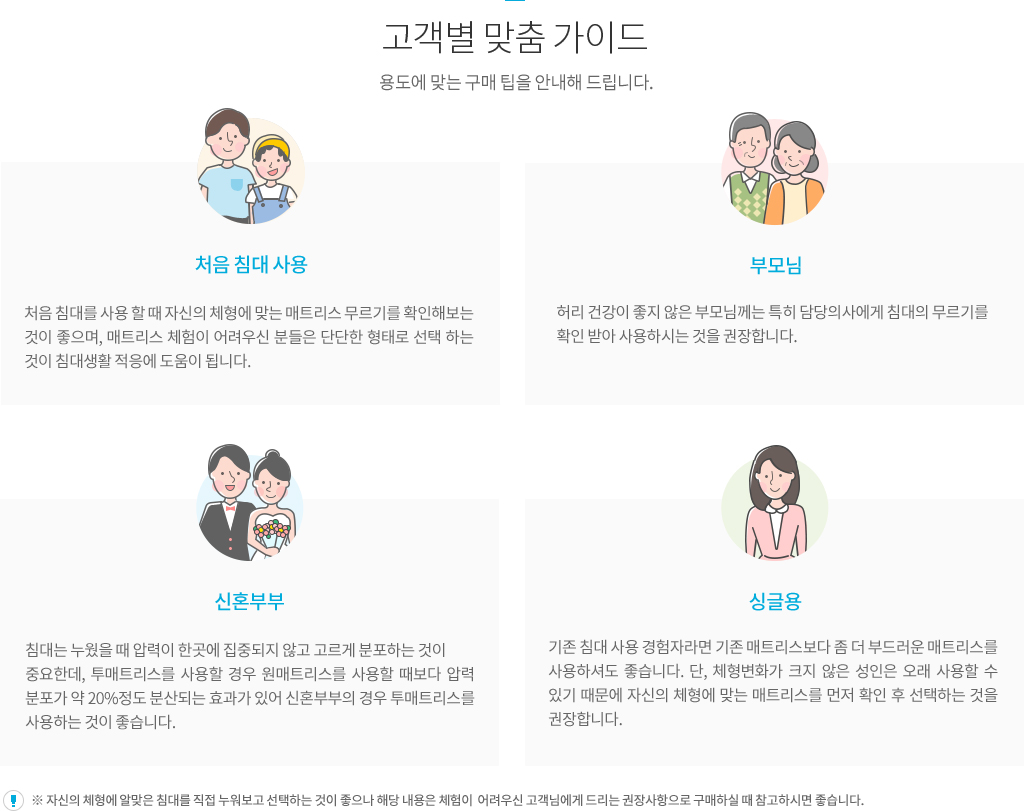 고객별 맞춤 가이드
용도에 맞는 구매 팁을 안내해 드립니다.
처음 침대 사용
처음 침대를 사용 할 때 자신의 체형에 맞는 매트리스 무르기를 확인해보는
것이 좋으며, 매트리스 체험이 어려우신 분들은 단단한 형태로 선택 하는
것이 침대생활 적응에 도움이 됩니다.
부모님
허리 건강이 좋지 않은 부모님께는 특히 담당의사에게 침대의 무르기를
확인 받아 사용하시는 것을 권장합니다.
신혼부부
침대는 누웠을 때 압력이 한곳에 집중되지 않고 고르게 분포하는 것이
중요한데, 투매트리스를 사용할 경우 원매트리스를 사용할 때보다 압력
분포가 약 20%정도 분산되는 효과가 있어 신혼부부의 경우 투매트리스를
사용하는 것이 좋습니다.
싱글용
기존 침대 사용 경험자라면 기존 매트리스보다 좀 더 부드러운 매트리스를
사용하셔도 좋습니다. 단, 체형변화가 크지 않은 성인은 오래 사용할 수
있기 때문에 자신의 체형에 맞는 매트리스를 먼저 확인 후 선택하는 것을
권장합니다.
※ 자신의 체형에 알맞은 침대를 직접 누워보고 선택하는 것이 좋으나 해당 내용은 체험이 어려우신 고객님에게 드리는 권장사항으로 구매하실 때 참고하시면 좋습니다.